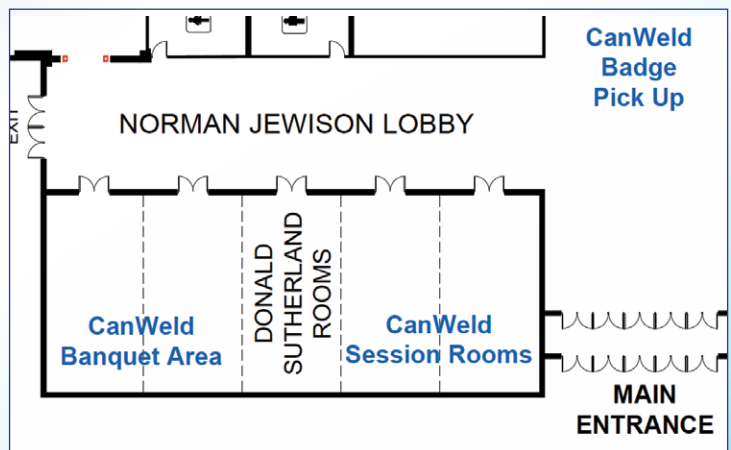 CanWeld
Badge
Pick Up
EXIT
NORMAN JEWISON LOBBY
DONALD
SUTHERLAND
ROOMS
CanWeld
Banquet Area
CanWeld
Session Rooms
MAIN
ENTRANCE